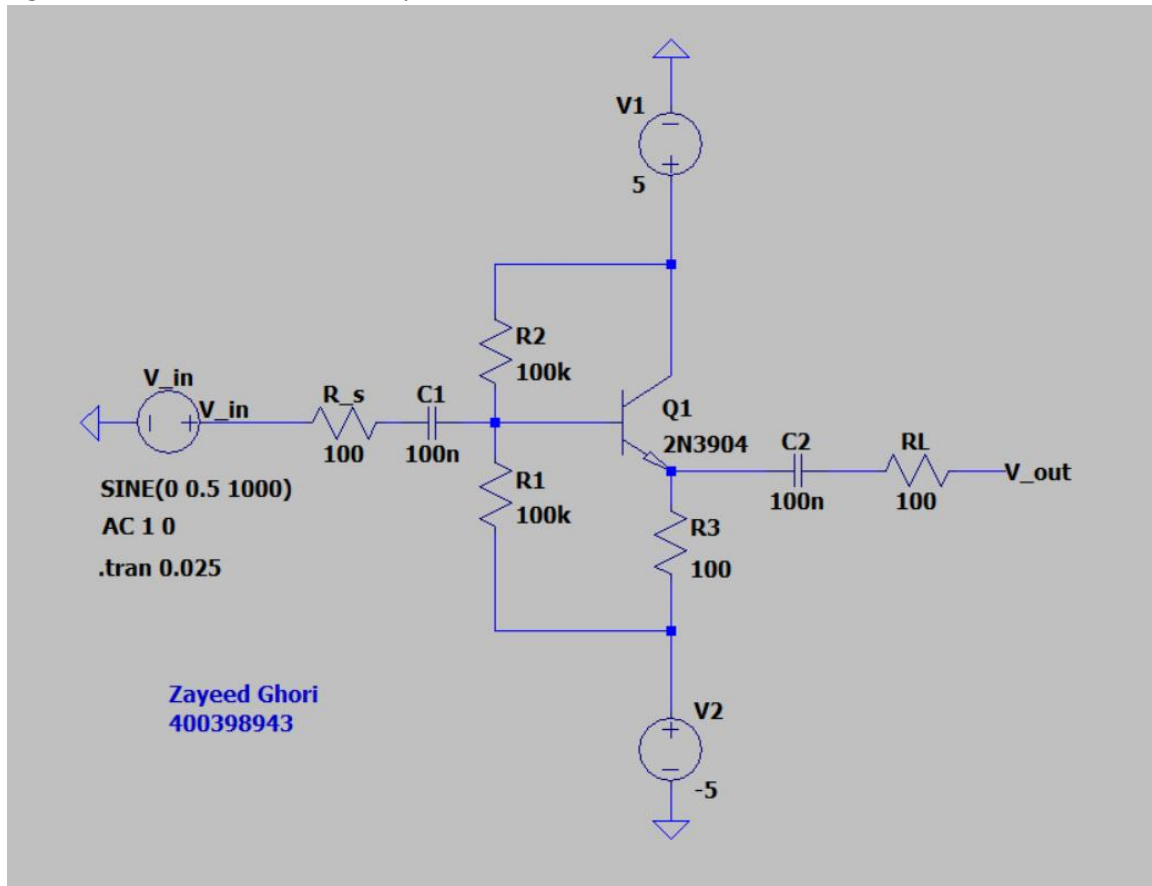 V1
5
R2
100k
V_in
V_in
R_s
100
C1
100n
Q1
2N3904
C2
100n
RL
100
V_out
SINE(0 0.5 1000)
AC 1 0
.tran 0.025
R1
100k
R3
100
Zayeed Ghori
400398943
V2
-5